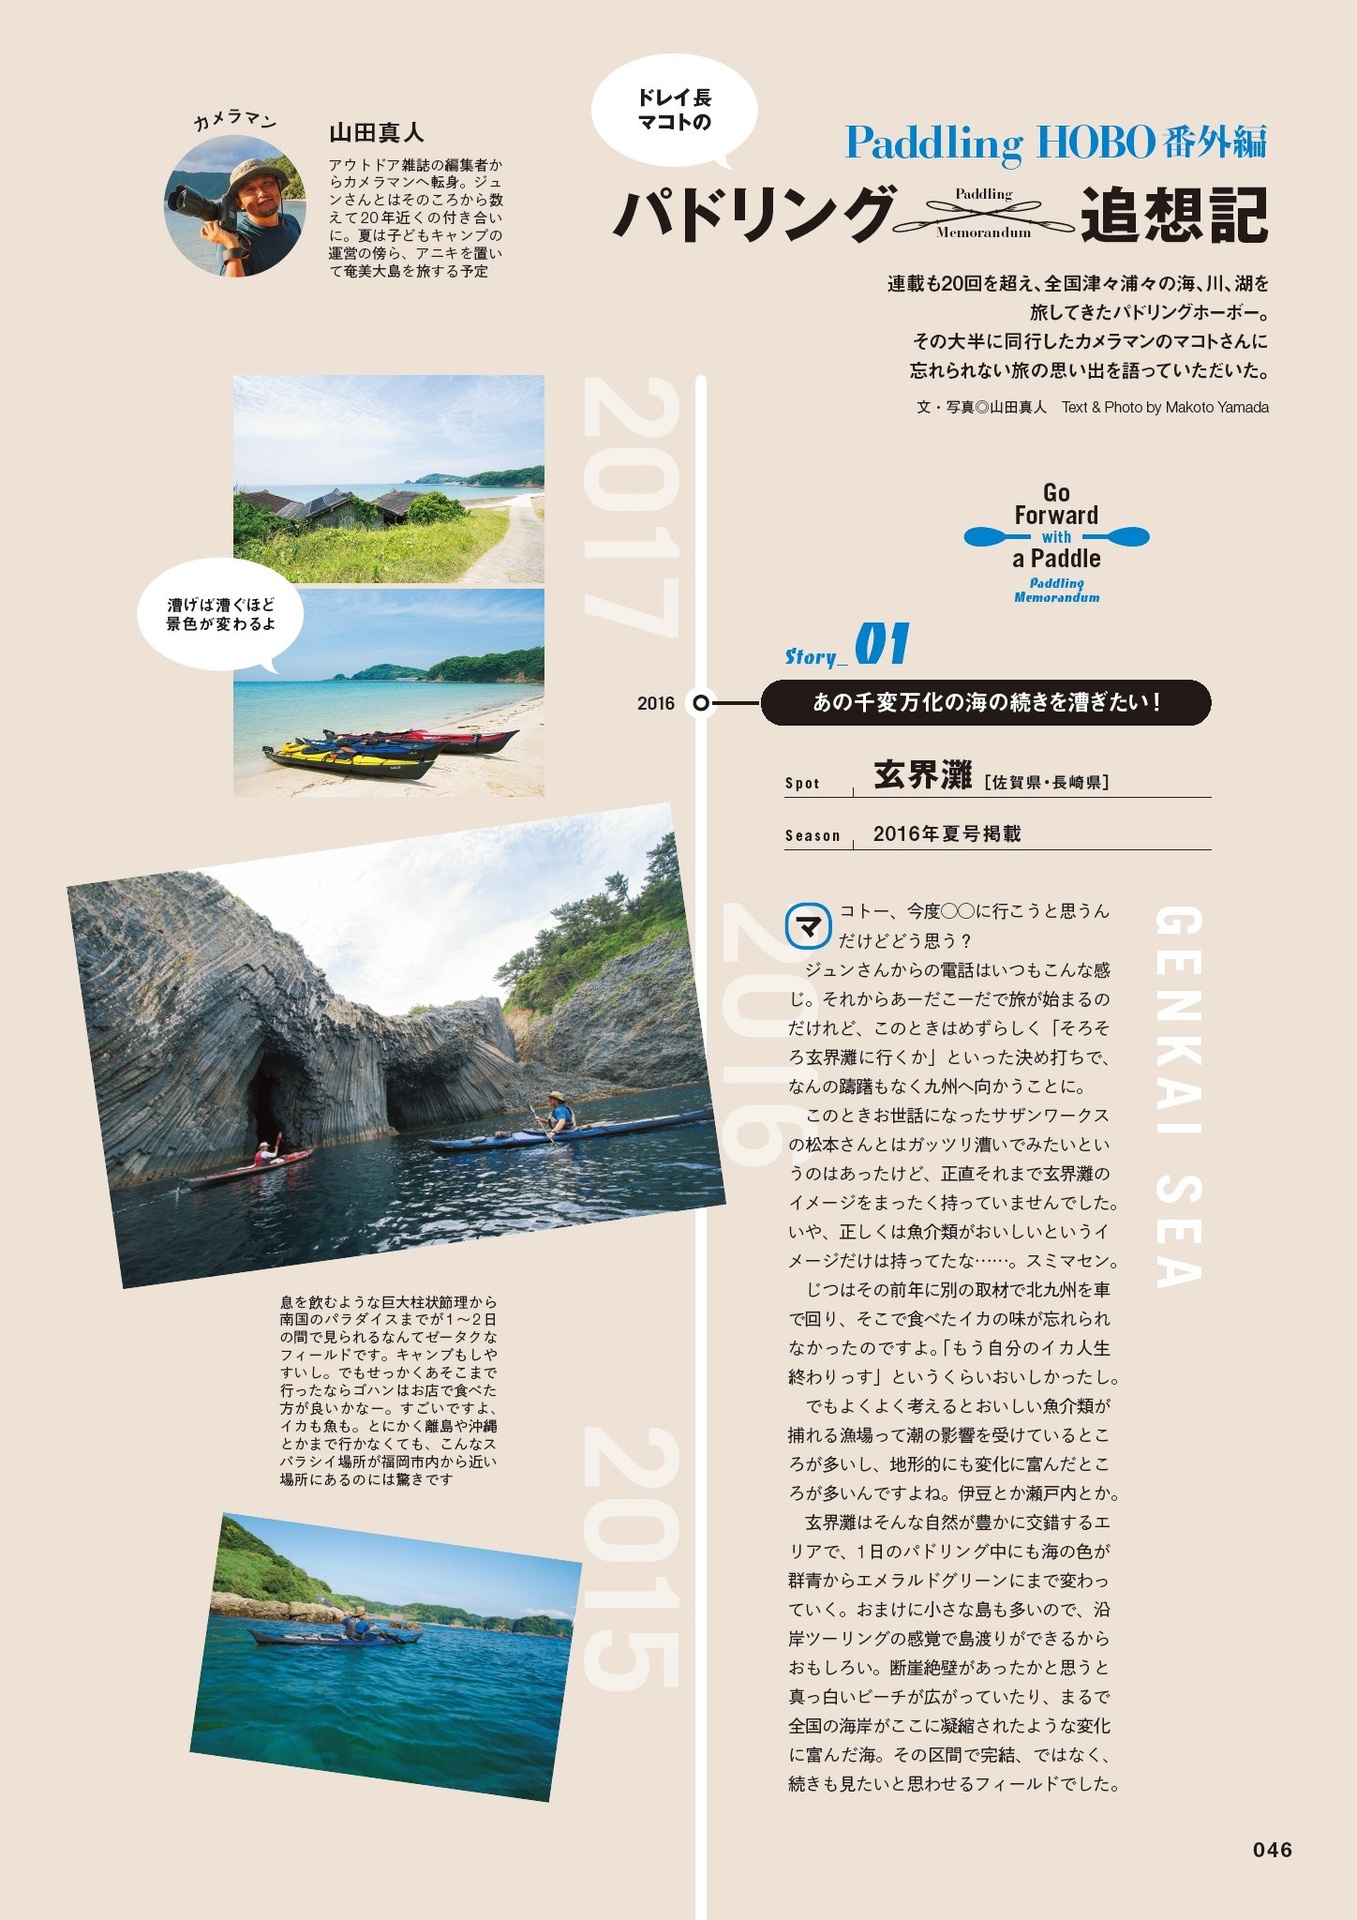 ドレイ長
マコトの
Paddling HOBO 番外編
パドリング追想記
Paddling
Memorandum
連載も20回を超え、全国津々浦々の海、川、湖を
旅してきたパドリングホーボー。
その大半に同行したカメラマンのマコトさんに
忘れられない旅の思い出を語っていただいた。
文・写真◎山田真人　Text & Photo by Makoto Yamada
カメラマン
山田真人
アウトドア雑誌の編集者か
らカメラマンへ転身。ジュ
ンさんとはそのころから数
えて20年近くの付き合い
に。夏は子どもキャンプの
運営の傍ら、アニキを置い
て奄美大島を旅する予定
2017
漕げば漕ぐほど
景色が変わるよ
Go
Forward
with
a Paddle
Paddling
Memorandum
Story_01
2016
あの千変万化の海の続きを漕ぎたい！
Spot 玄界灘［佐賀県・長崎県］
Season 2016年夏号掲載
2016
GENKAI SEA
マコトー、今度〇〇に行こうと思うん
だけどどう思う？
　ジュンさんからの電話はいつもこんな感
じ。それからあーだこーだで旅が始まるの
だけれど、このときはめずらしく「そろそ
ろ玄界灘に行くか」といった決め打ちで、
なんの躊躇もなく九州へ向かうことに。
　このときお世話になったサザンワークス
の松本さんとはガッツリ漕いでみたいとい
うのはあったけど、正直それまで玄界灘の
イメージをまったく持っていませんでした。
いや、正しくは魚介類がおいしいというイ
メージだけは持ってたな……。スミマセン。
　じつはその前年に別の取材で北九州を車
で回り、そこで食べたイカの味が忘れられ
なかったのですよ。「もう自分のイカ人生
終わりっす」というくらいおいしかったし。
　でもよくよく考えるとおいしい魚介類が
捕れる漁場って潮の影響を受けているとこ
ろが多いし、地形的にも変化に富んだとこ
ろが多いんですよね。伊豆とか瀬戸内とか。
　玄界灘はそんな自然が豊かに交錯するエ
リアで、1日のパドリング中にも海の色が
群青からエメラルドグリーンにまで変わっ
ていく。おまけに小さな島も多いので、沿
岸ツーリングの感覚で島渡りができるから
おもしろい。断崖絶壁があったかと思うと
真っ白いビーチが広がっていたり、まるで
全国の海岸がここに凝縮されたような変化
に富んだ海。その区間で完結、ではなく、
続きも見たいと思わせるフィールドでした。
息を飲むような巨大柱状節理から
南国のパラダイスまでが1～2日
の間で見られるなんてゼータクな
フィールドです。キャンプもしや
すいし。でもせっかくあそこまで
行ったならゴハンはお店で食べた
方が良いかなー。すごいですよ、
イカも魚も。とにかく離島や沖縄
とかまで行かなくても、こんなス
バラシイ場所が福岡市内から近い
場所にあるのには驚きです
2015
046